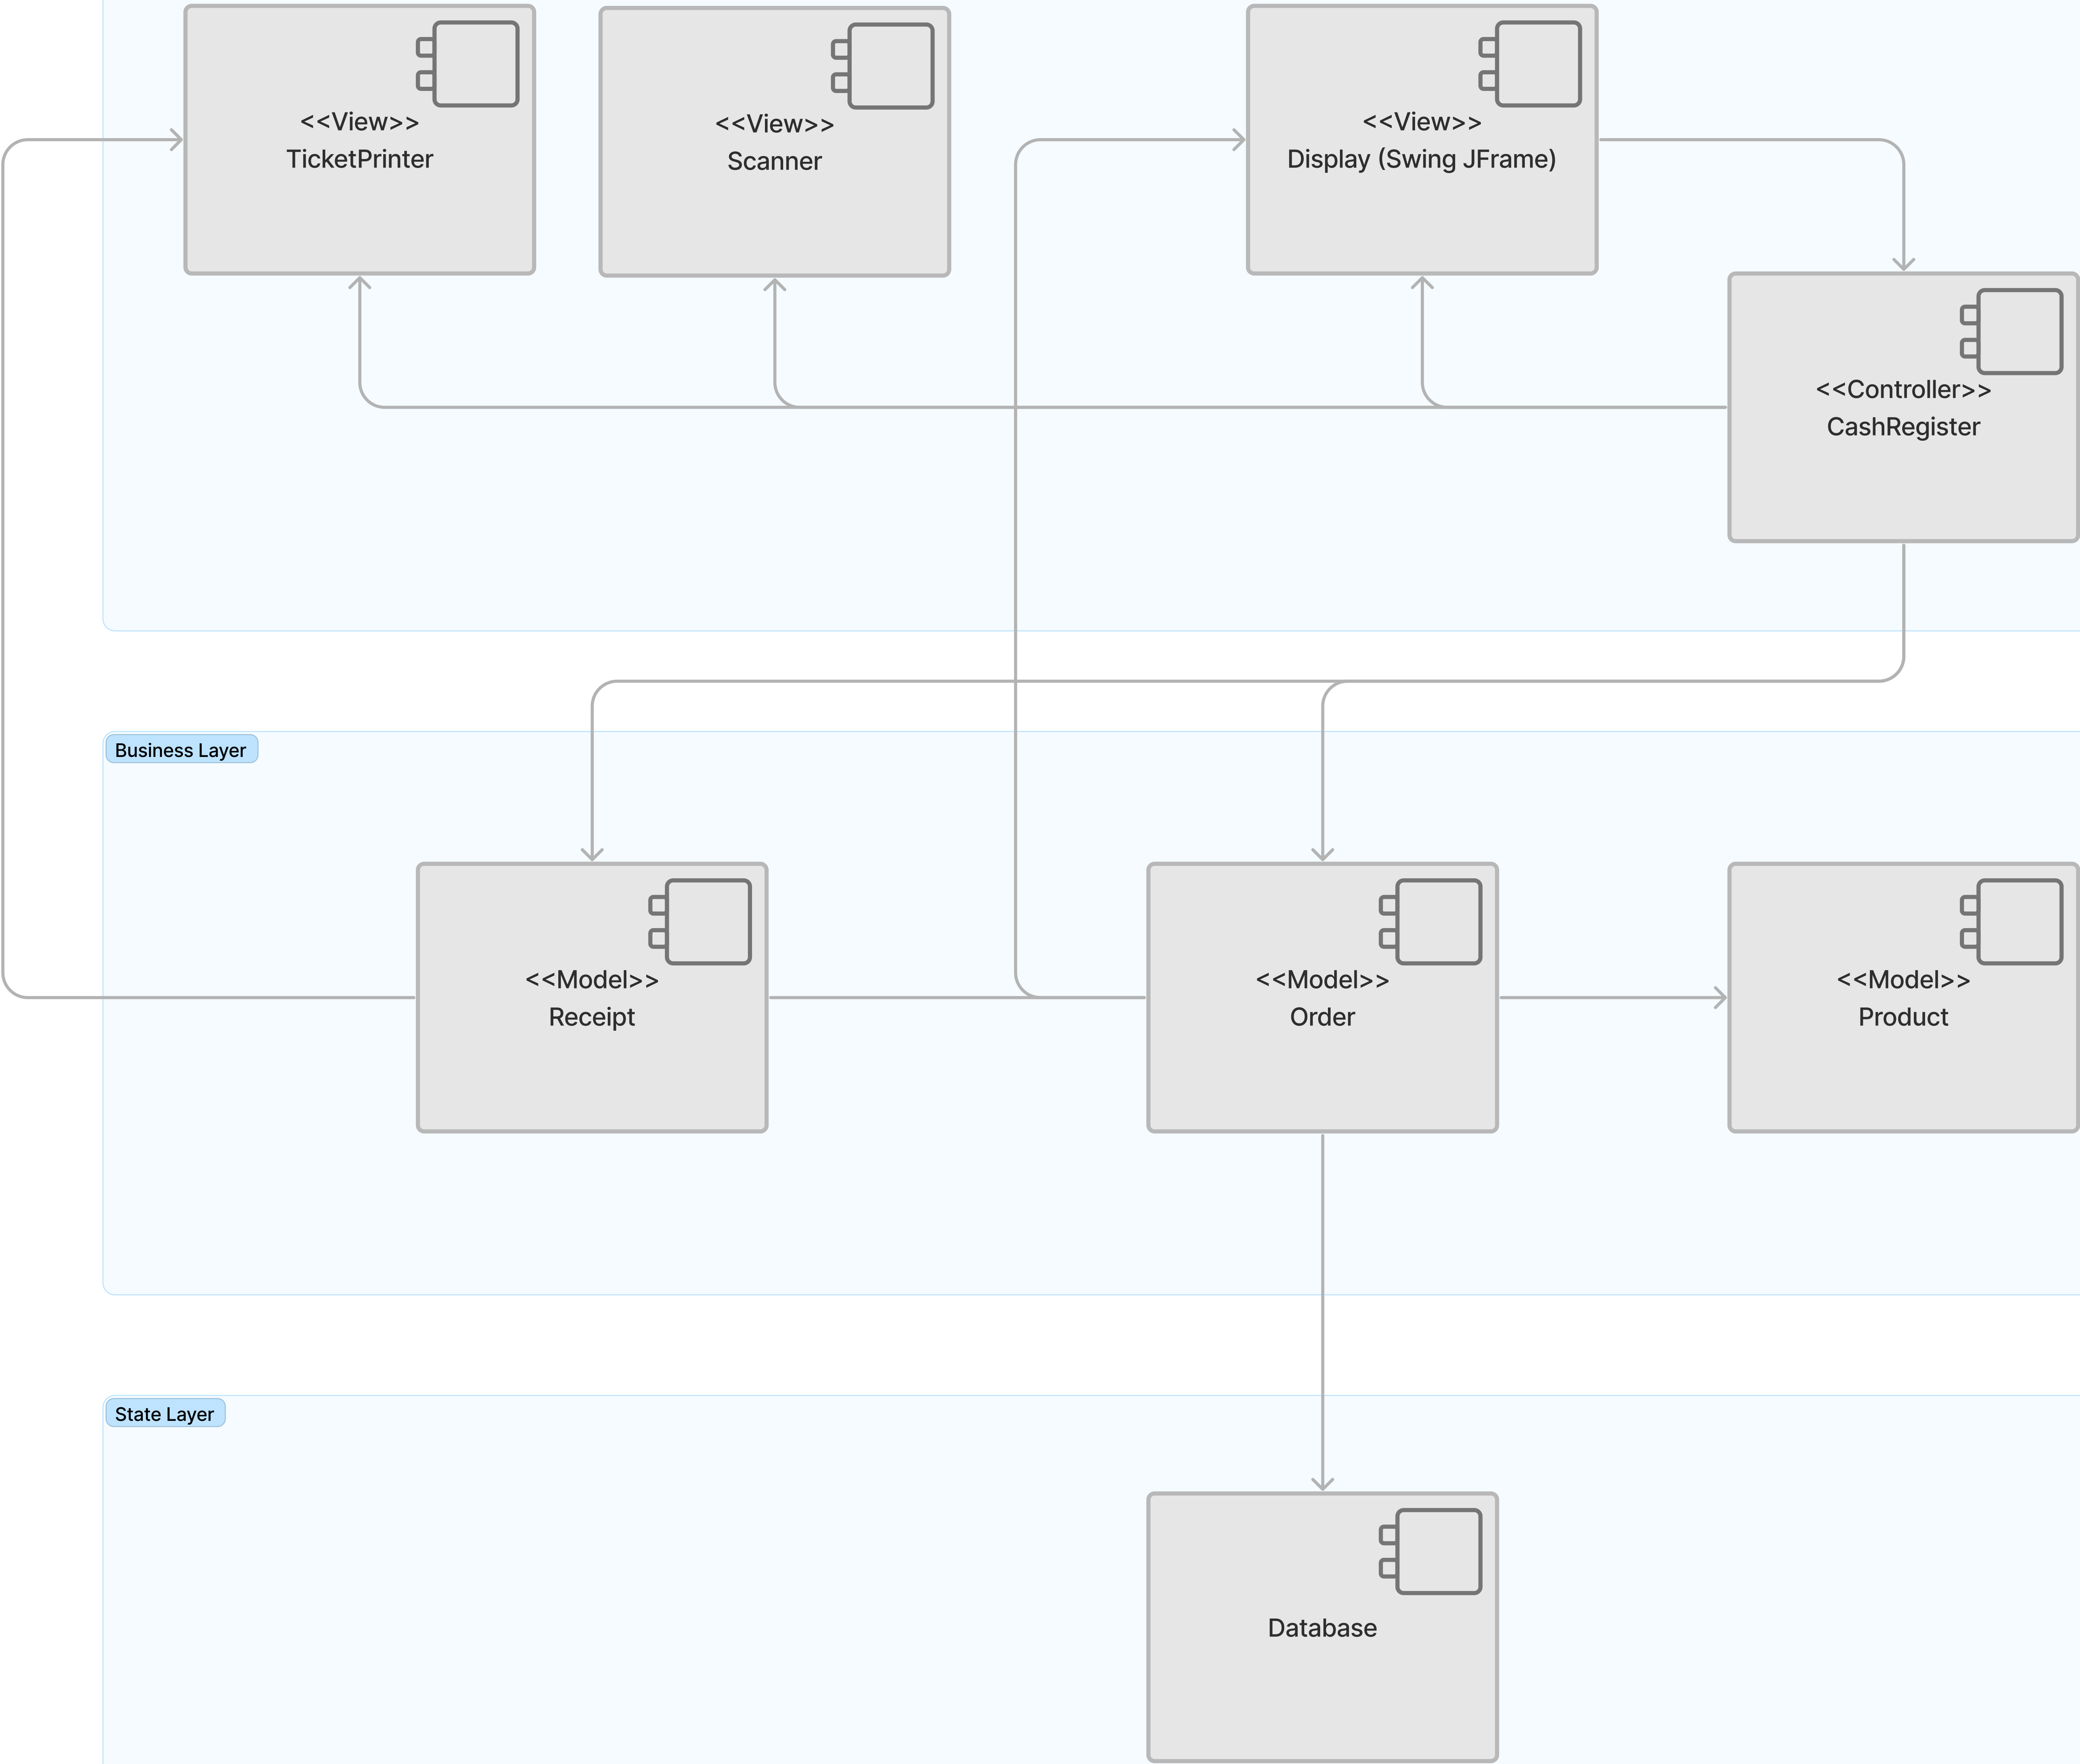 <<View>>
TicketPrinter
<<View>>
Scanner
<<View>>
Display (Swing JFrame)
<<Controller>>
CashRegister
Business Layer
<<Model>>
Receipt
<<Model>>
Order
<<Model>>
Product
State Layer
Database